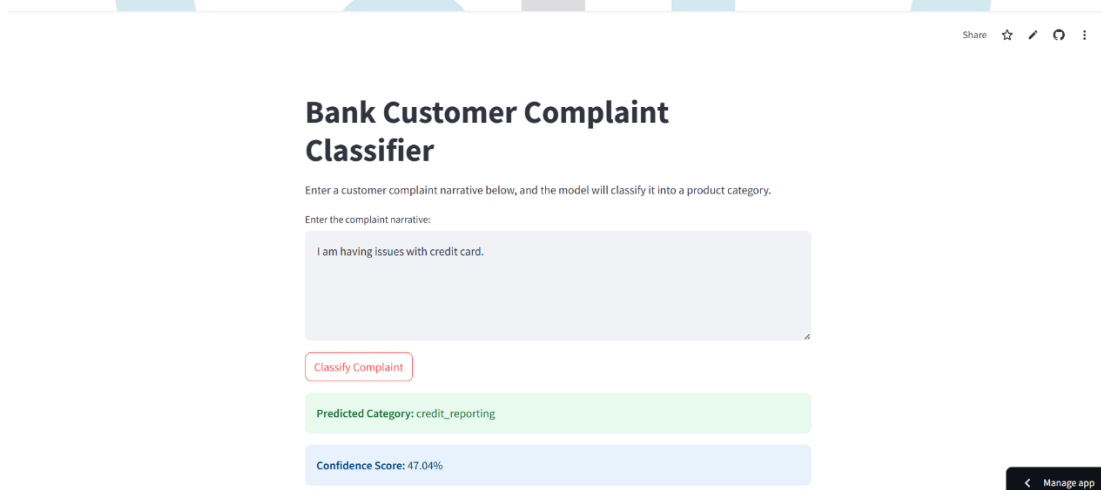 Share
Bank Customer Complaint
Classifier
Enter a customer complaint narrative below, and the model will classify it into a product category.
Enter the complaint narrative:
I am having issues with credit card.
Classify Complaint
Predicted Category: credit_reporting
Confidence Score: 47.04%
Manage app